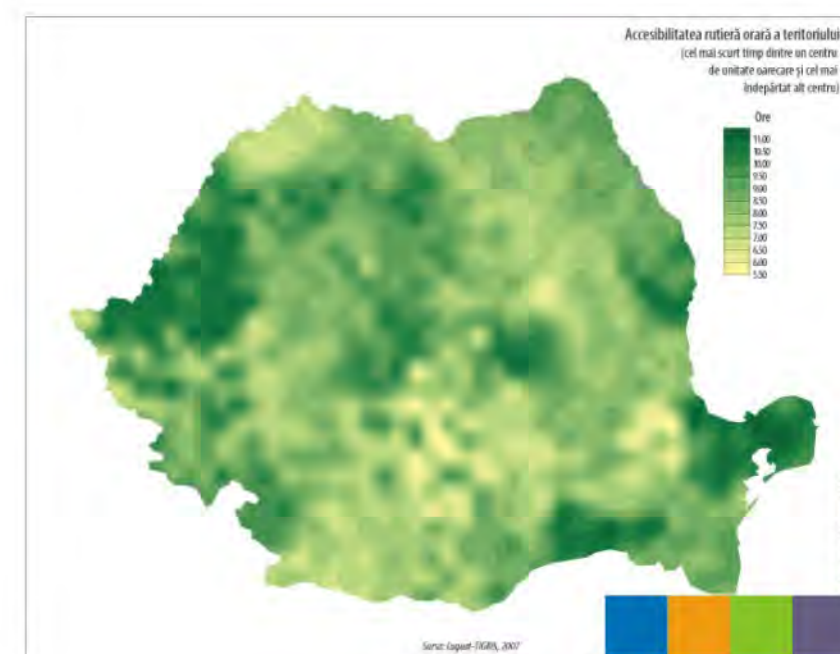 Accesibilitatea rutieră orară a teritoriului
(cel mai scurt timp dintre un centru
de unitate oarecare și cel mai
îndepărtat alt centru)
Ore
11.00
10.50
10.00
9.50
9.00
8.50
8.00
7.50
7.00
6.50
6.00
5.50
2007